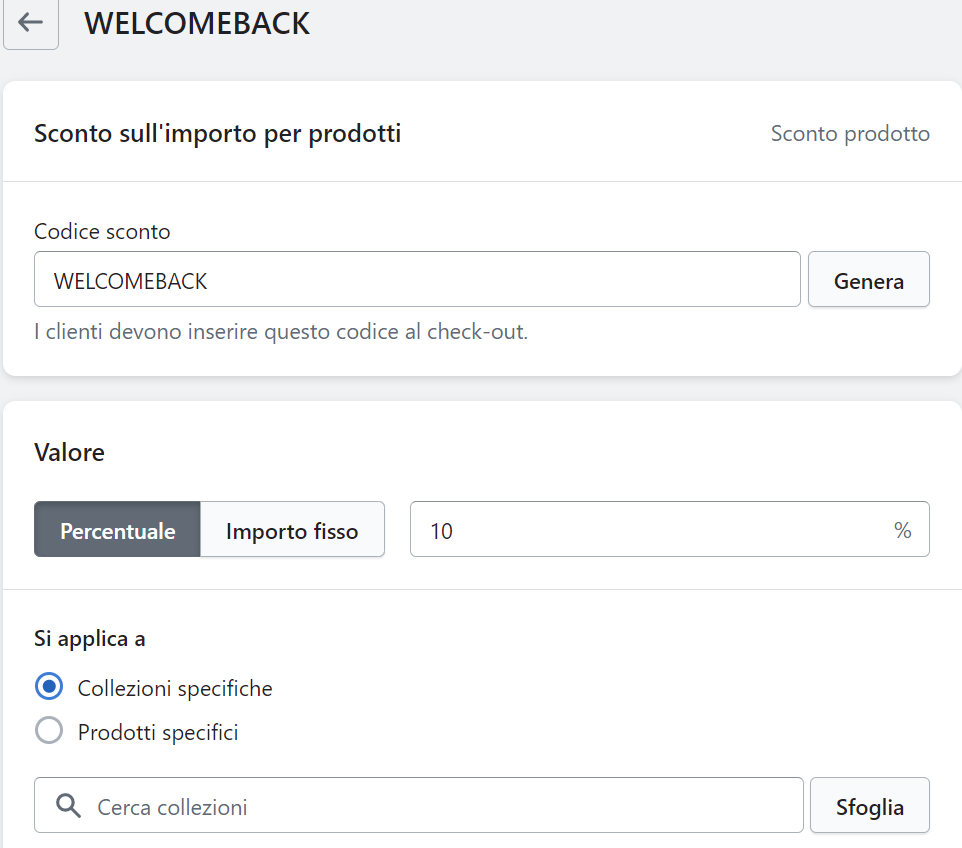 WELCOMEBACK
Sconto sull'importo per prodotti
Sconto prodotto
Codice sconto
WELCOMEBACK
Genera
I clienti devono inserire questo codice al check-out.
Valore
Percentuale
Importo fisso
10
%
Si applica a
Collezioni specifiche
Prodotti specifici
Cerca collezioni
Sfoglia